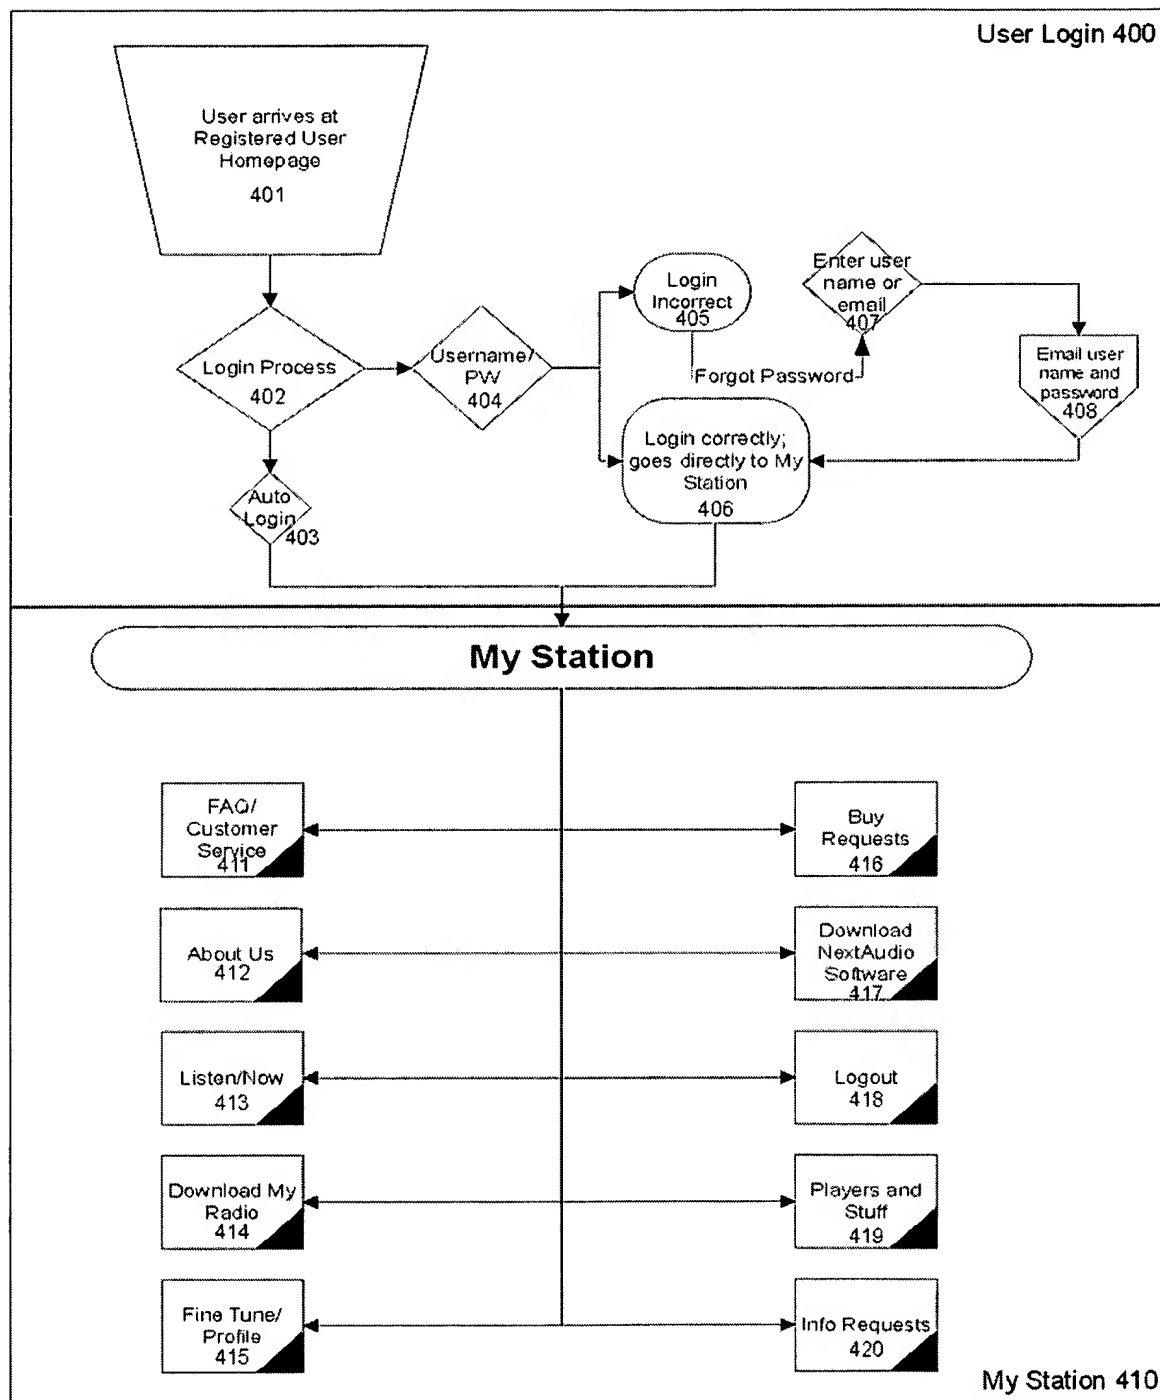 User Login 400
User arrives at
Registered User
Homepage
401
Login Process
402
Auto
Login
403
Username/
PW
404
Login
Incorrect
405
Forgot Password
Enter user
name or
email
407
Email user
name and
password
408
Login correctly;
goes directly to My
Station
406
My Station
FAQ/
Customer
Service
411
Buy
Requests
416
About Us
412
Download
NextAudio
Software
417
Listen/Now
413
Logout
418
Download My
Radio
414
Players and
Stuff
419
Fine Tune/
Profile
415
Info Requests
420
My Station 410